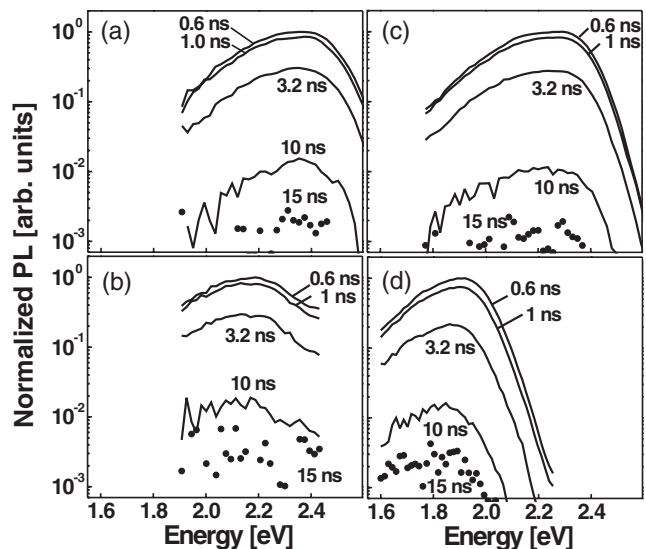 Normalized PL [arb. units]
(a)
0.6 ns
1.0 ns
3.2 ns
10 ns
15 ns
10⁰
10⁻¹
10⁻²
10⁻³
(c)
0.6 ns
1 ns
3.2 ns
10 ns
15 ns
(b)
0.6 ns
1 ns
3.2 ns
10 ns
15 ns
10⁰
10⁻¹
10⁻²
10⁻³
1.6 1.8 2.0 2.2 2.4
Energy [eV]
(d)
0.6 ns
1 ns
3.2 ns
10 ns
15 ns
1.6 1.8 2.0 2.2 2.4
Energy [eV]